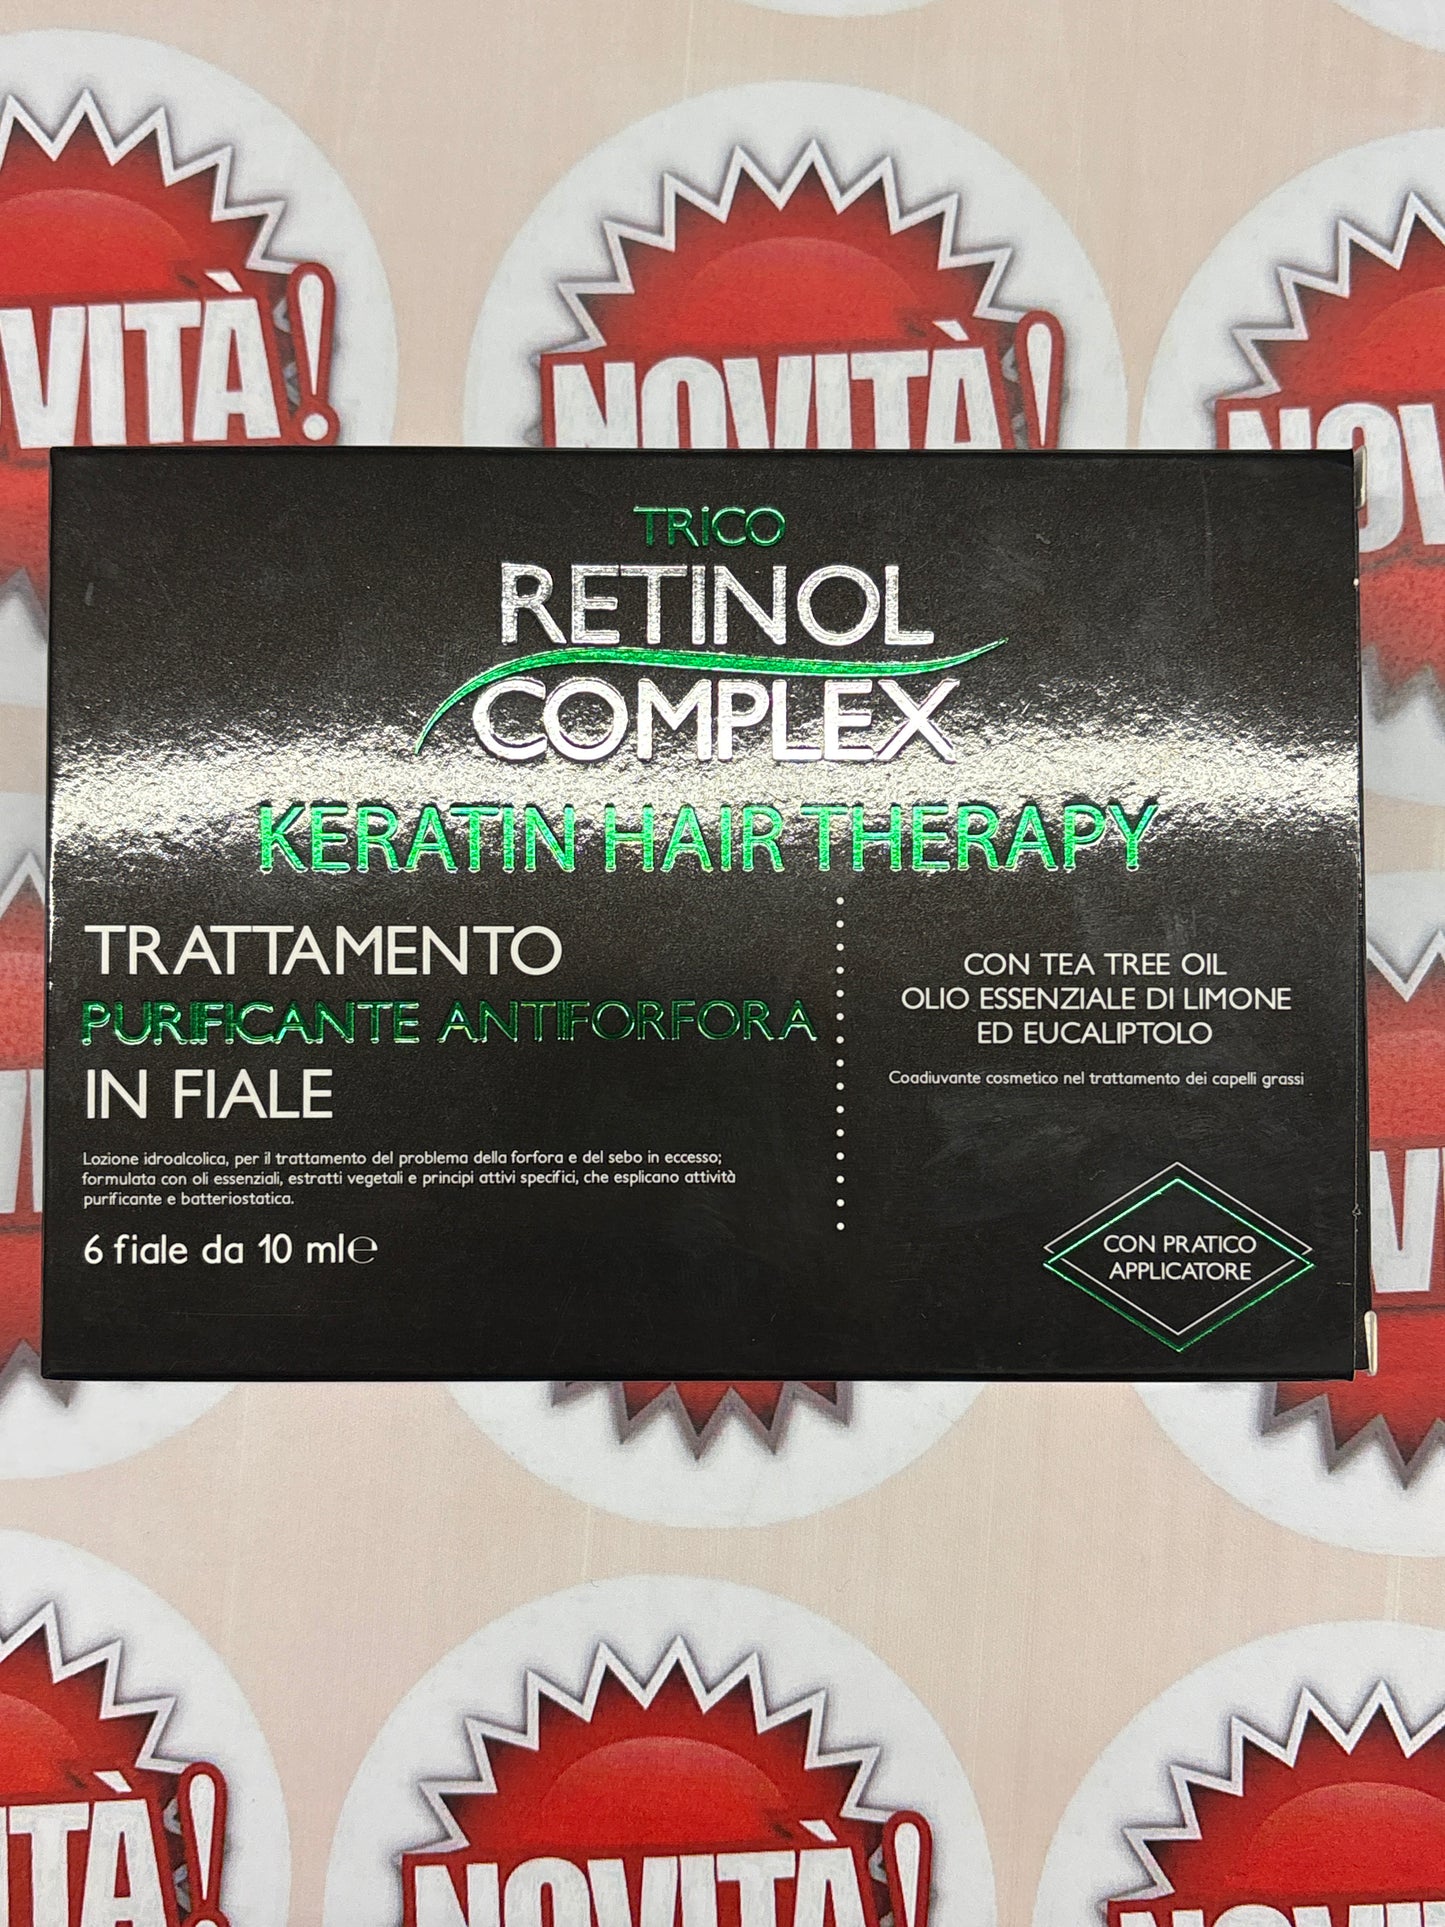 VITÀ!
NOVITÀ!
NOV
TRICO
RETINOL
COMPLEX
KERATIN HAIR THERAPY
TRATTAMENTO
PURIFICANTE ANTIFORFORA
IN FIALE
Lozione idroalcolica, per il trattamento del problema della forfora e del sebo in eccesso;
formulata con oli essenziali, estratti vegetali e principi attivi specifici, che esplicano attività
purificante e batteriostatica.
6 fiale da 10 ml℮
CON TEA TREE OIL
OLIO ESSENZIALE DI LIMONE
ED EUCALIPTOLO
Coadiuvante cosmetico nel trattamento dei capelli grassi
CON PRATICO
APPLICATORE
TÀ!
NOVITÀ!
NOVITÀ